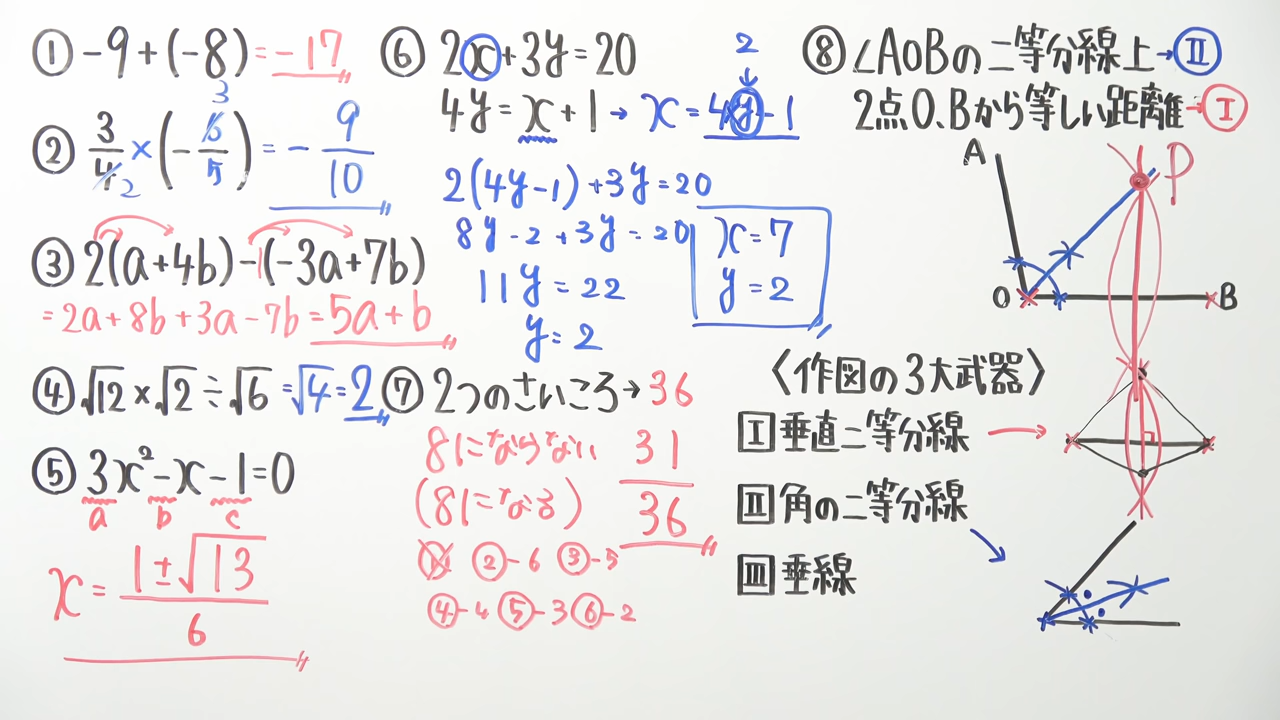 ① -9+(-8)=-17
② 3/4×(-6/5)=-9/10
3
2
③ 2(a+4b)-(-3a+7b)
1
=2a+8b+3a-7b=5a+b
④ √12×√2÷√6=√4=2
⑤ 3x²-x-1=0
a b c
x=(1±√13)/6
⑥ 2x+3y=20
2
4y=x+1→x=4y-1
2(4y-1)+3y=20
8y-2+3y=20
11y=22
y=2
x=7
y=2
⑦ 2つのさいころ→36
8にならない 31/36
(8になる)
① ②-6 ③-5
④-4 ⑤-3 ⑥-2
⑧ ∠AOBの二等分線上→Ⅱ
2点O、Bから等しい距離→Ⅰ
A P
O B
〈作図の3大武器〉
Ⅰ 垂直二等分線
Ⅱ 角の二等分線
Ⅲ 垂線